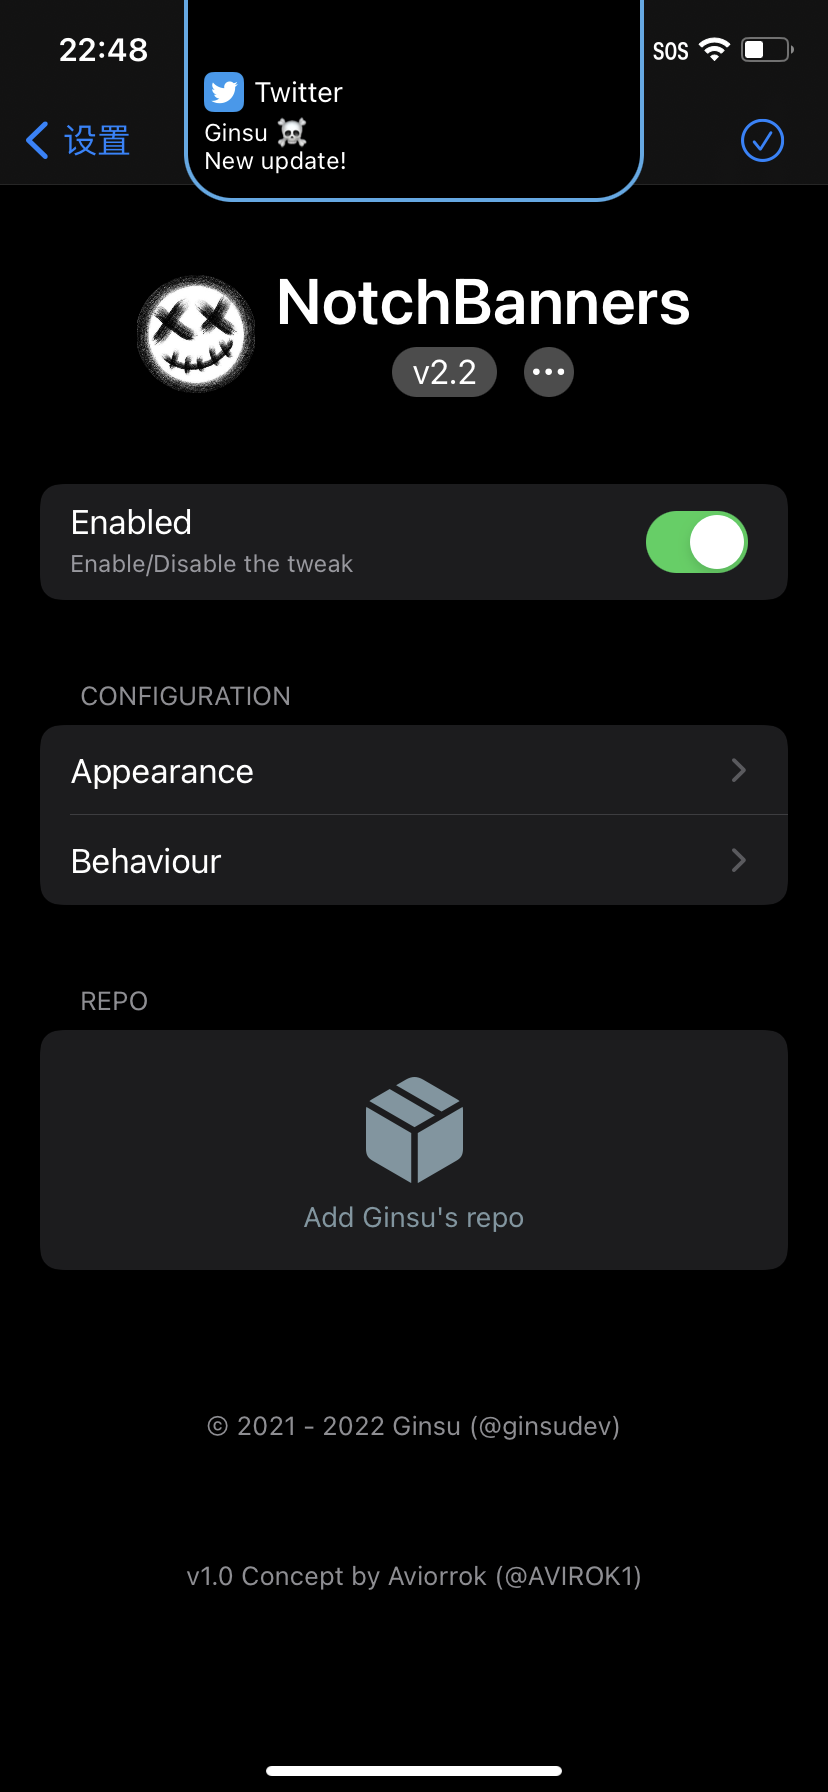 22:48
SOS
Twitter
Ginsu ☠️
New update!
设置
NotchBanners
v2.2
Enabled
Enable/Disable the tweak
CONFIGURATION
Appearance
Behaviour
REPO
Add Ginsu's repo
© 2021 - 2022 Ginsu (@ginsudev)
v1.0 Concept by Aviorrok (@AVIROK1)